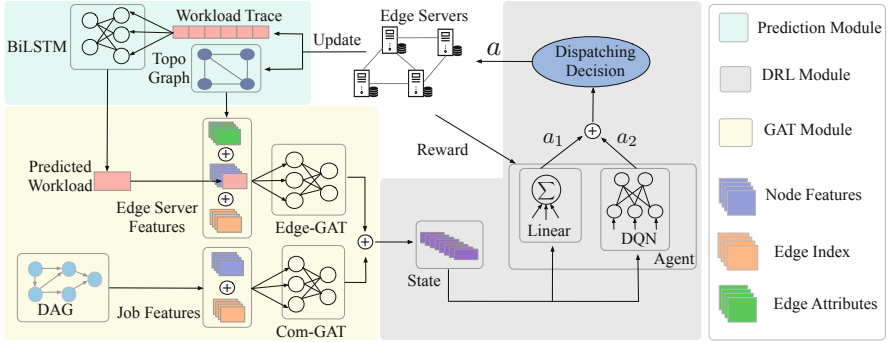 Workload Trace
BiLSTM
Topo
Graph
Update
Edge Servers
a
Dispatching
Decision
Predicted
Workload
Edge Server
Features
Edge-GAT
Reward
a1
a2
Linear
DQN
Agent
DAG
Job Features
Com-GAT
State
Prediction Module
DRL Module
GAT Module
Node Features
Edge Index
Edge Attributes